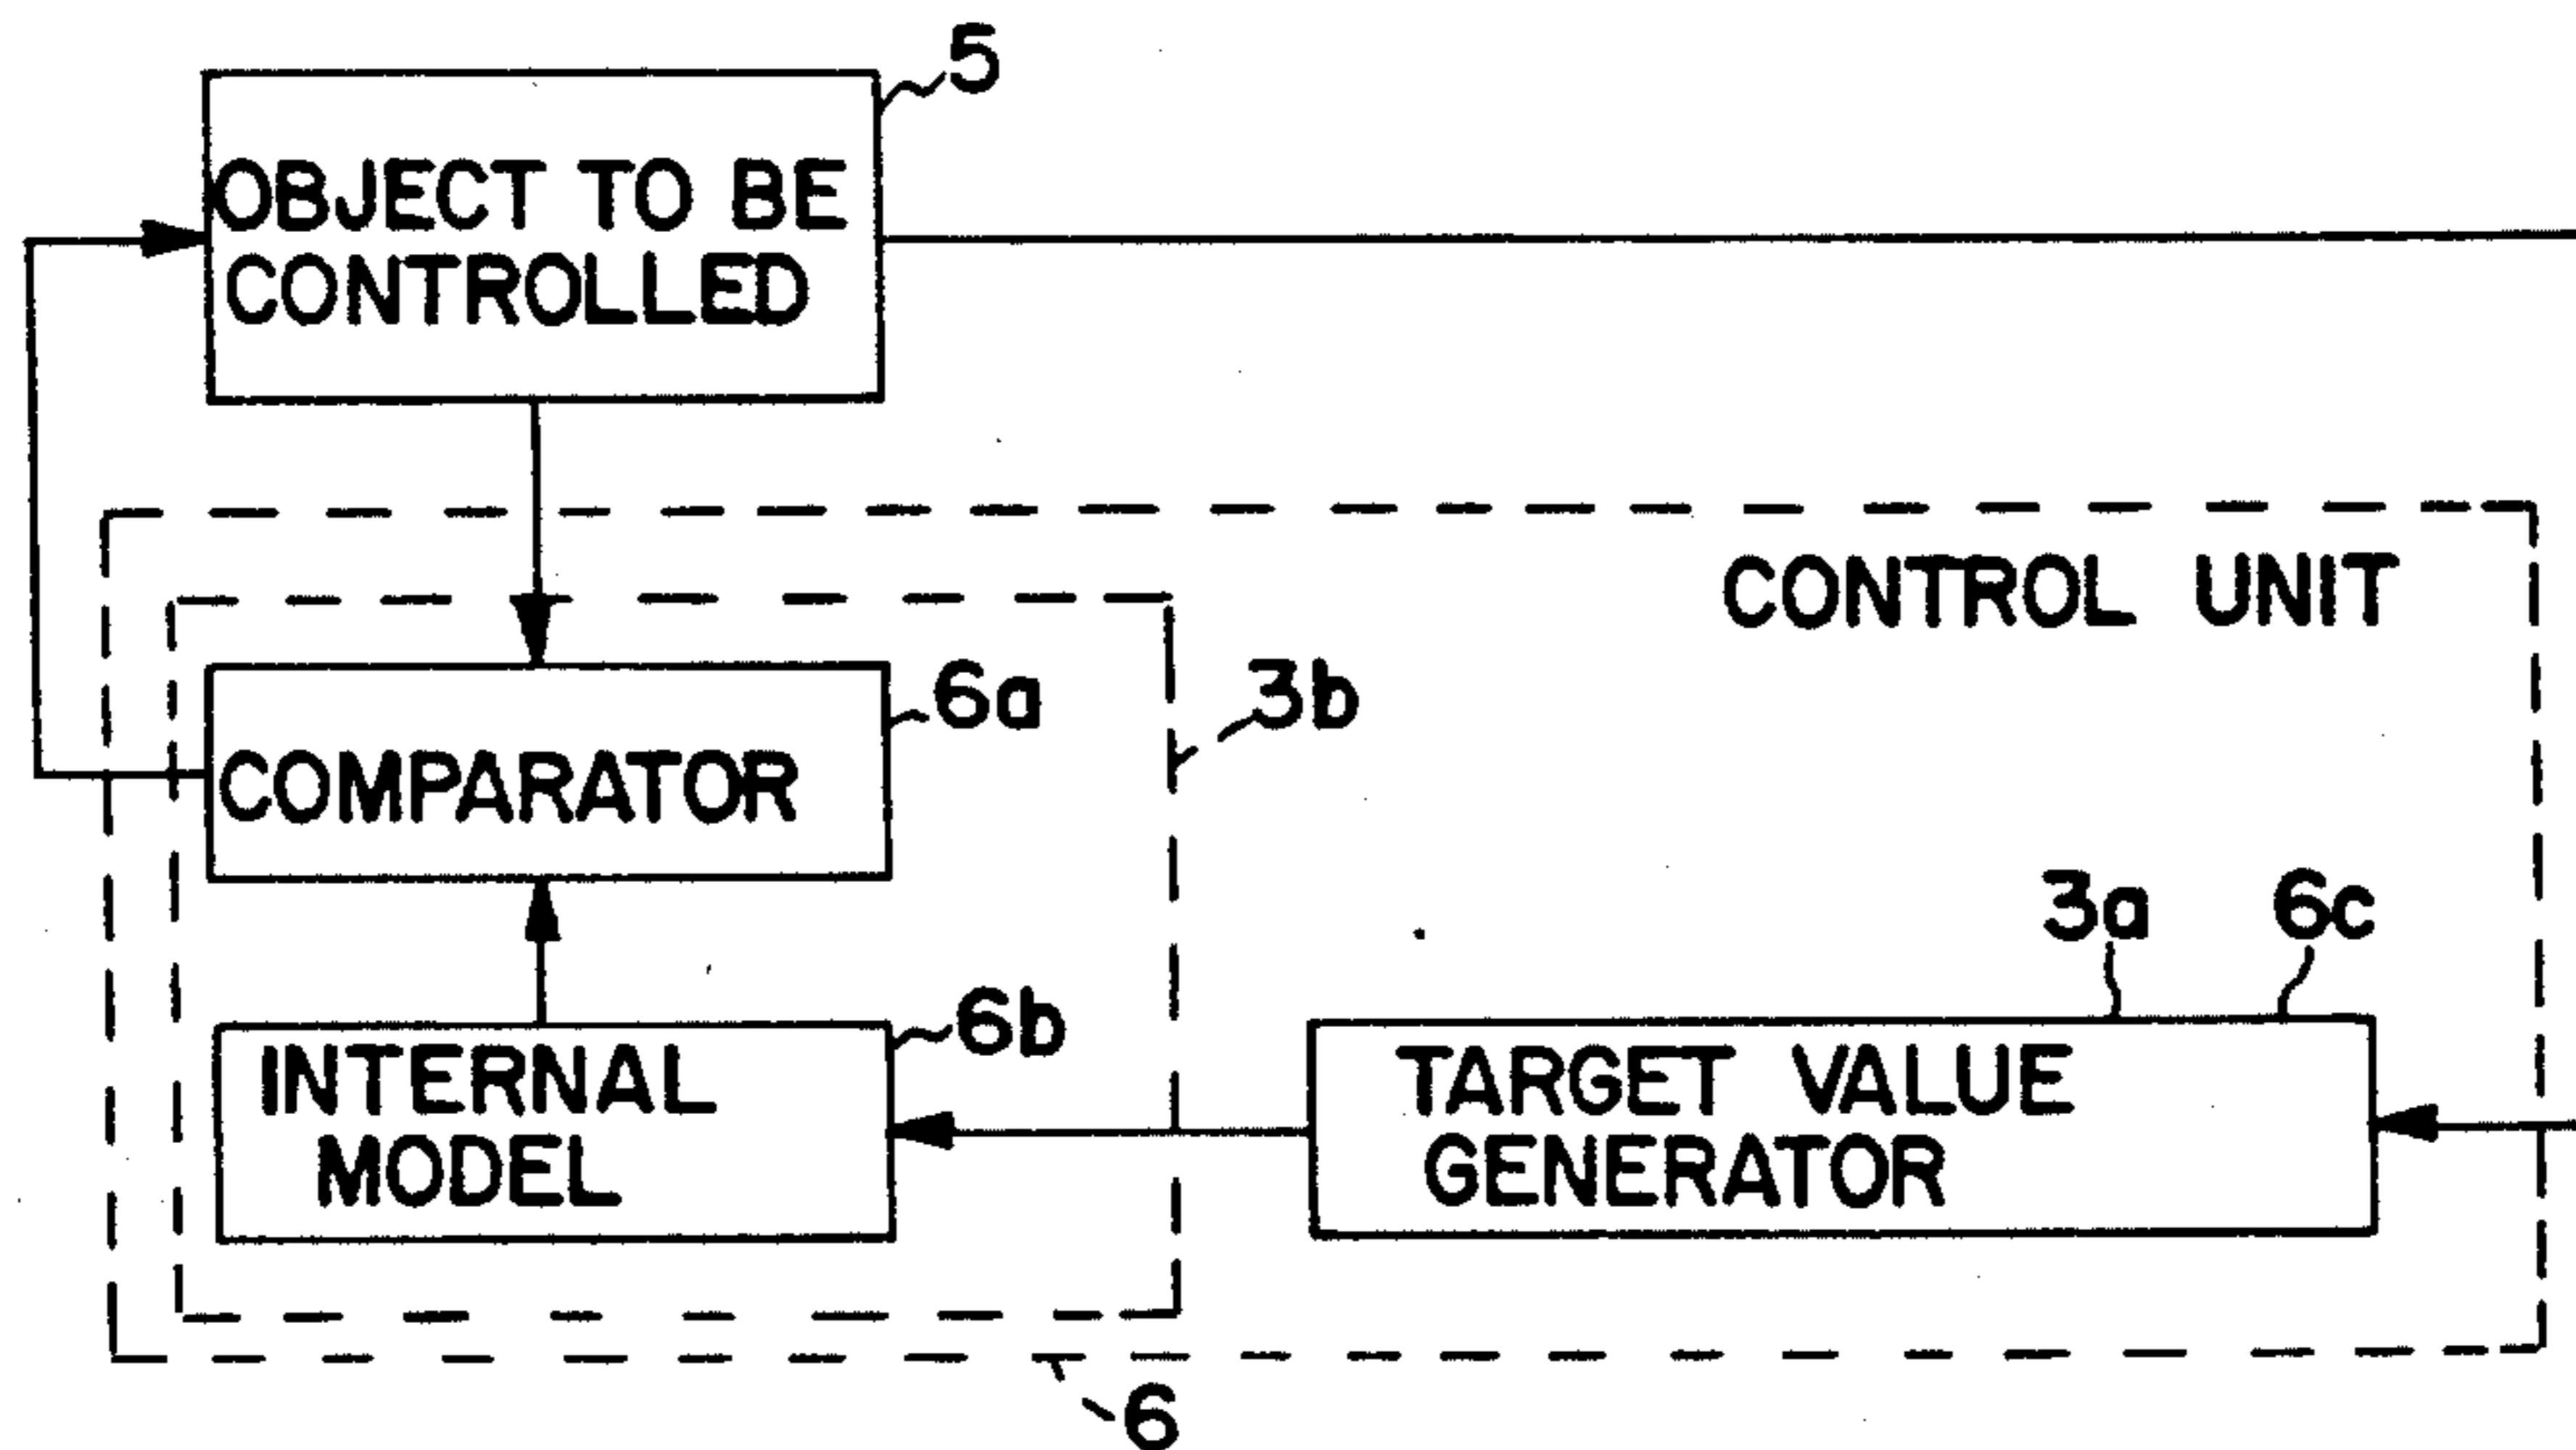 5
OBJECT TO BE
CONTROLLED
CONTROL UNIT
6a
3b
COMPARATOR
3a 6c
6b
INTERNAL
MODEL
TARGET VALUE
GENERATOR
6